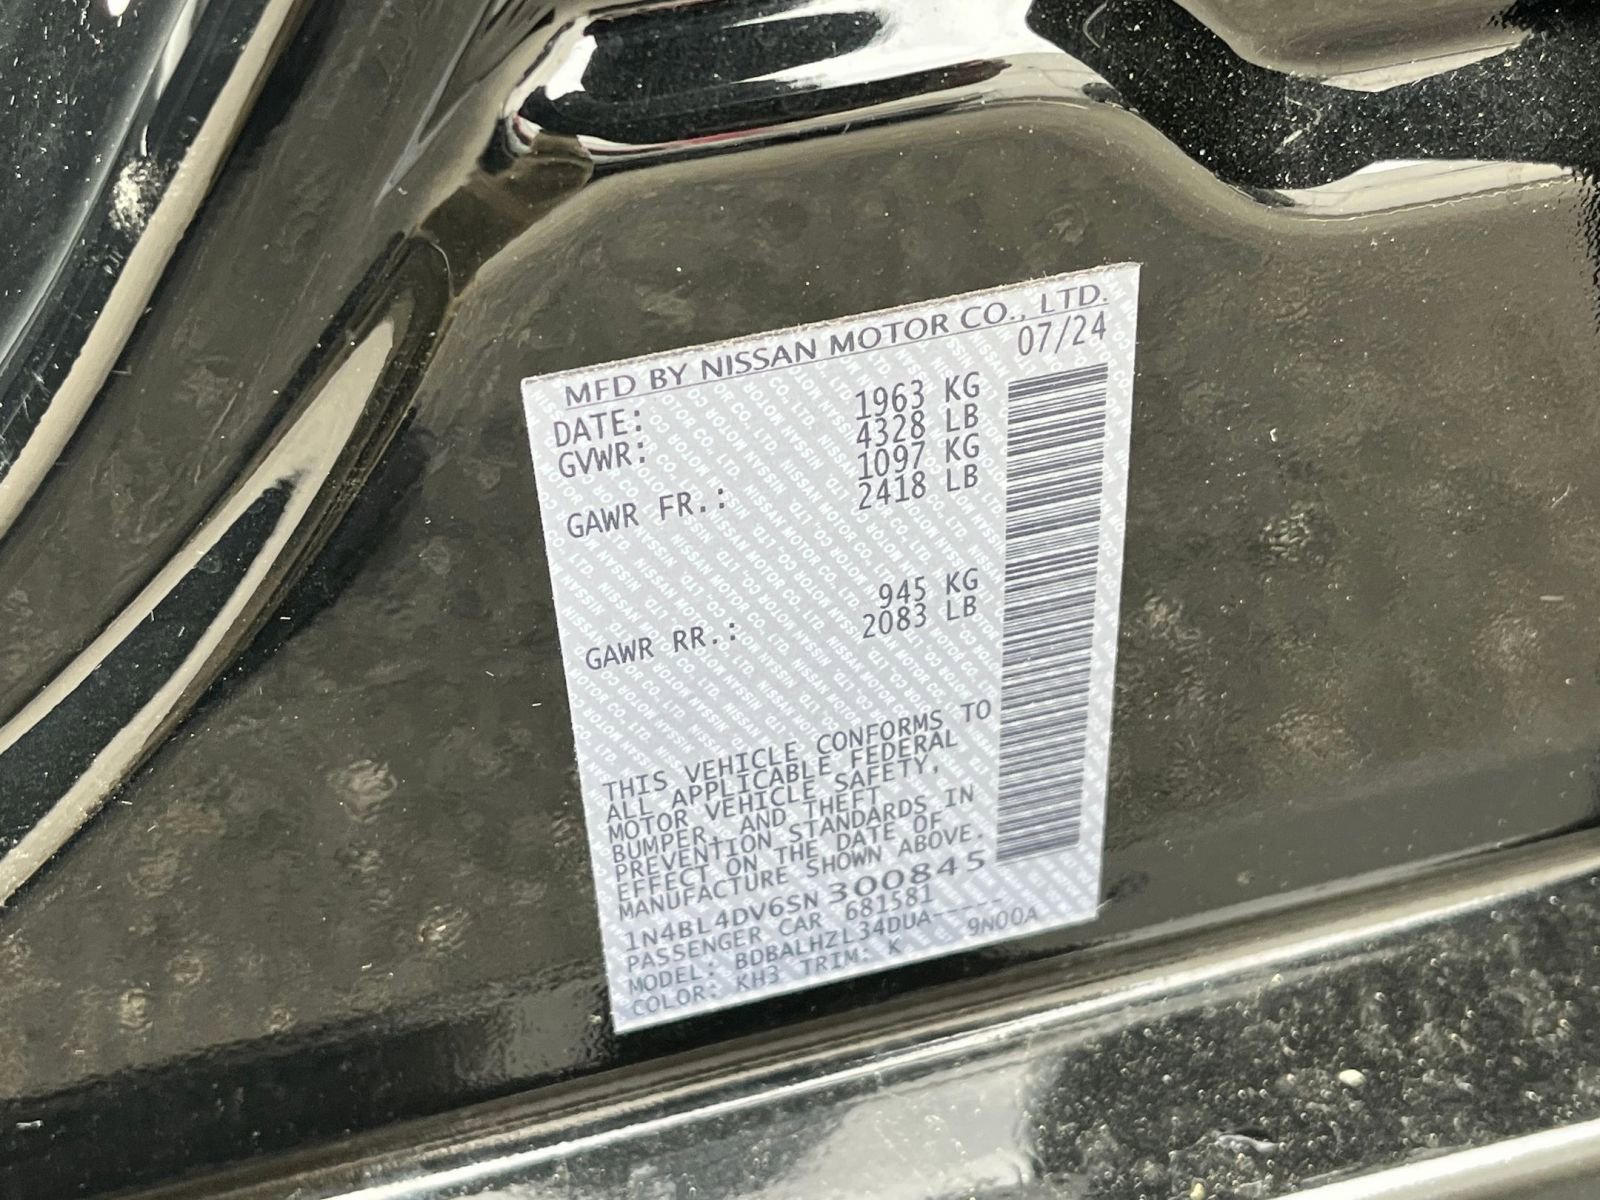 MFD BY NISSAN MOTOR CO., LTD.
DATE: 07/24
GVWR: 1963 KG
4328 LB
GAWR FR.: 1097 KG
2418 LB
GAWR RR.: 945 KG
2083 LB
THIS VEHICLE CONFORMS TO
ALL APPLICABLE FEDERAL
MOTOR VEHICLE SAFETY,
BUMPER, AND THEFT
PREVENTION STANDARDS IN
EFFECT ON THE DATE OF
MANUFACTURE SHOWN ABOVE.
1N4BL4DV6SN300845
PASSENGER CAR 681581
MODEL: BDBALHZL34DUA-----
COLOR: KH3 TRIM: K 9N00A